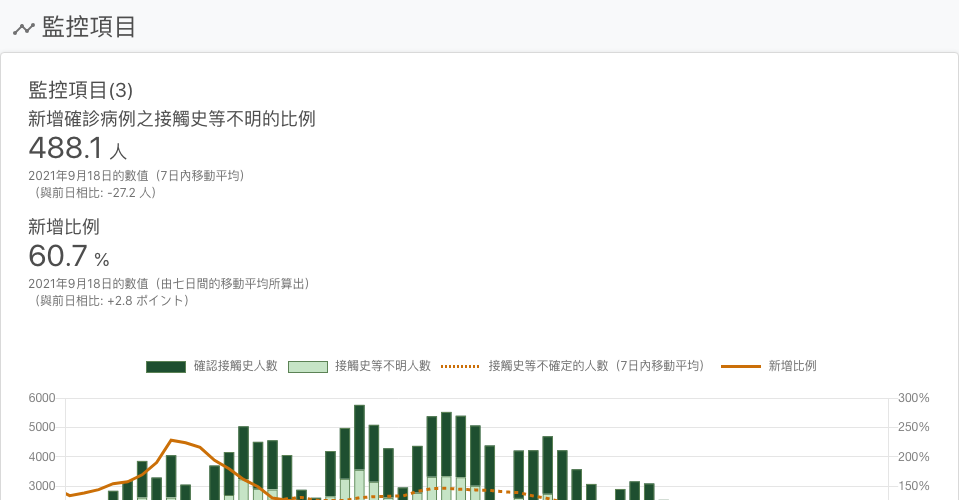 監控項目
監控項目(3)
新增確診病例之接觸史等不明的比例
488.1 人
2021年9月18日的數值（7日內移動平均）
（與前日相比: -27.2 人）
新增比例
60.7 %
2021年9月18日的數值（由七日間的移動平均所算出）
（與前日相比: +2.8 ポイント）
確認接觸史人數 接觸史等不明人數 接觸史等不確定的人數（7日內移動平均） 新增比例
6000 300%
5000 250%
4000 200%
3000 150%